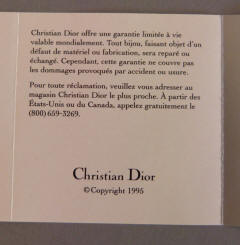 Christian Dior offre une garantie limitée à vie
valable mondialement. Tout bijou, faisant objet d'un
défaut de matériel ou fabrication, sera reparé ou
échangé. Cependant, cette garantie ne couvre pas
les dommages provoqués par accident ou usure.
Pour toute réclamation, veuillez vous adresser au
magasin Christian Dior le plus proche. À partir des
États-Unis ou du Canada, appelez gratuitement le
(800) 659-3269.
Christian Dior
© Copyright 1995